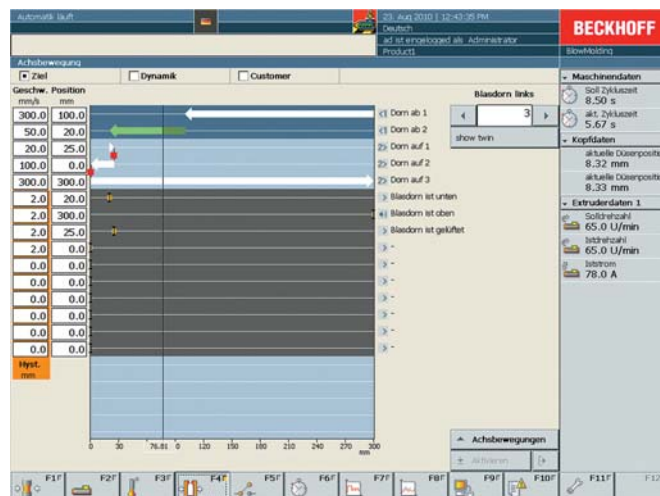 Automatik läuft
23. Aug 2010 | 12:43:35 PM
Deutsch
ad ist eingelogged als Administrator
Product1
BECKHOFF
BlowMolding
Achsbewegung
Ziel Dynamik Customer
Geschw. Position
mm/s mm
Blasdorn links
3
show twin
300.0 100.0 Dorn ab 1
50.0 20.0 Dorn ab 2
20.0 25.0 Dorn auf 1
100.0 0.0 Dorn auf 2
300.0 300.0 Dorn auf 3
2.0 20.0 Blasdorn ist unten
2.0 300.0 Blasdorn ist oben
2.0 25.0 Blasdorn ist gelüftet
2.0 0.0 -
0.0 0.0 -
0.0 0.0 -
0.0 0.0 -
0.0 0.0 -
0.0 0.0 -
0.0 0.0 -
Hyst.
mm
0 30 76.81 0 120 150 180 210 240 270 300
mm
Achsbewegungen
Aktivieren
Maschinendaten
Soll Zykluszeit
8.50 s
akt. Zykluszeit
5.67 s
Kopfdaten
aktuelle Düsenpositi
8.32 mm
aktuelle Düsenpositi
8.33 mm
Extruderdaten 1
Solldrehzahl
65.0 U/min
Istdrehzahl
65.0 U/min
Iststrom
78.0 A
F1 F2 F3 F4 F5 F6 F7 F8 F9 F10 F11 F12